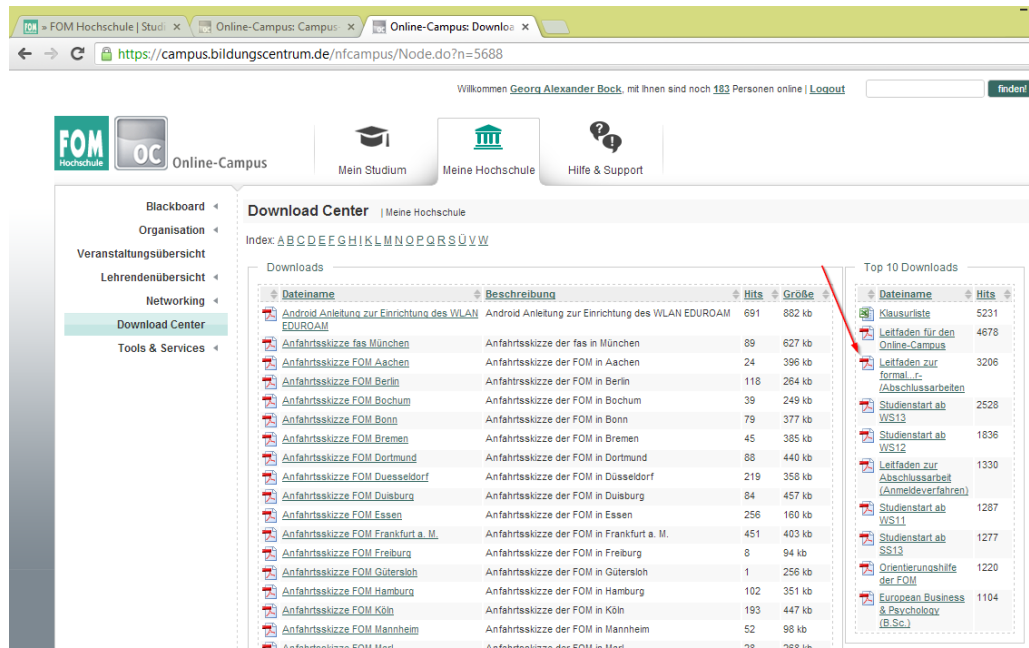 » FOM Hochschule | Studi
Online-Campus: Campus-
Online-Campus: Downloa
https://campus.bildungscentrum.de/nfcampus/Node.do?n=5688
Willkommen Georg Alexander Bock, mit Ihnen sind noch 183 Personen online | Logout
finden!
FOM
Hochschule
OC
Online-Campus
Mein Studium
Meine Hochschule
Hilfe & Support
Blackboard
Organisation
Veranstaltungsübersicht
Lehrendenübersicht
Networking
Download Center
Tools & Services
Download Center | Meine Hochschule
Index: A B C D E F G H I K L M N O P Q R S Ü V W
Downloads
Dateiname Beschreibung Hits Größe
Android Anleitung zur Einrichtung des WLAN Android Anleitung zur Einrichtung des WLAN EDUROAM 691 882 kb
EDUROAM
Anfahrtsskizze fas München Anfahrtsskizze der fas in München 89 627 kb
Anfahrtsskizze FOM Aachen Anfahrtsskizze der FOM in Aachen 24 396 kb
Anfahrtsskizze FOM Berlin Anfahrtsskizze der FOM in Berlin 118 264 kb
Anfahrtsskizze FOM Bochum Anfahrtsskizze der FOM in Bochum 39 249 kb
Anfahrtsskizze FOM Bonn Anfahrtsskizze der FOM in Bonn 79 377 kb
Anfahrtsskizze FOM Bremen Anfahrtsskizze der FOM in Bremen 45 385 kb
Anfahrtsskizze FOM Dortmund Anfahrtsskizze der FOM in Dortmund 88 440 kb
Anfahrtsskizze FOM Duesseldorf Anfahrtsskizze der FOM in Düsseldorf 219 358 kb
Anfahrtsskizze FOM Duisburg Anfahrtsskizze der FOM in Duisburg 84 457 kb
Anfahrtsskizze FOM Essen Anfahrtsskizze der FOM in Essen 256 160 kb
Anfahrtsskizze FOM Frankfurt a. M. Anfahrtsskizze der FOM in Frankfurt a. M. 451 403 kb
Anfahrtsskizze FOM Freiburg Anfahrtsskizze der FOM in Freiburg 8 94 kb
Anfahrtsskizze FOM Gütersloh Anfahrtsskizze der FOM in Gütersloh 1 256 kb
Anfahrtsskizze FOM Hamburg Anfahrtsskizze der FOM in Hamburg 102 351 kb
Anfahrtsskizze FOM Köln Anfahrtsskizze der FOM in Köln 193 447 kb
Anfahrtsskizze FOM Mannheim Anfahrtsskizze der FOM in Mannheim 52 98 kb
Anfahrtsskizze FOM Marl Anfahrtsskizze der FOM in Marl 28 268 kb
Top 10 Downloads
Dateiname Hits
Klausurliste 5231
Leitfaden für den 4678
Online-Campus
Leitfaden zur 3206
formal...r-
/Abschlussarbeiten
Studienstart ab 2528
WS13
Studienstart ab 1836
WS12
Leitfaden zur 1330
Abschlussarbeit
(Anmeldeverfahren)
Studienstart ab 1287
WS11
Studienstart ab 1277
SS13
Orientierungshilfe 1220
der FOM
European Business 1104
& Psychology
(B.Sc.)